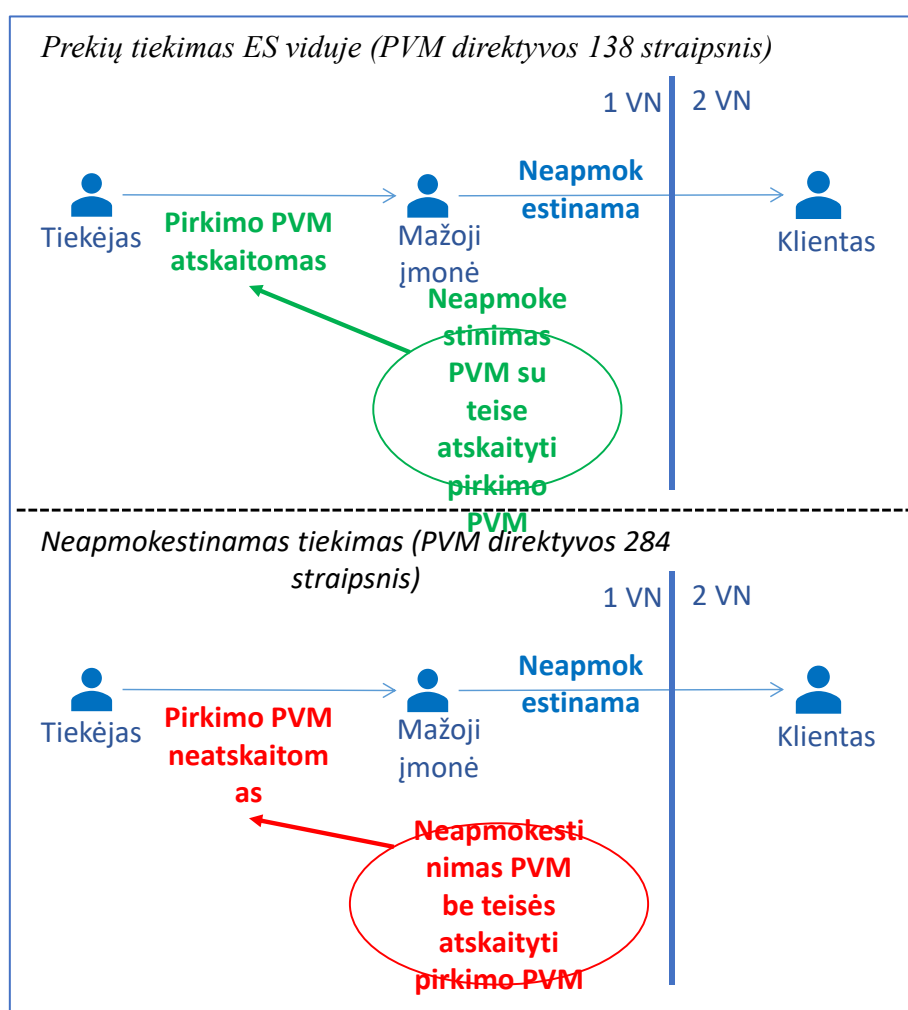 Prekių tiekimas ES viduje (PVM direktyvos 138 straipsnis)
1 VN
2 VN
Neapmok
estinama
Tiekėjas
Pirkimo PVM
atskaitomas
Mažoji
įmonė
Klientas
Neapmoke
stinimas
PVM su
teise
atskaityti
pirkimo
PVM
Neapmokestinamas tiekimas (PVM direktyvos 284
straipsnis)
1 VN
2 VN
Neapmok
estinama
Tiekėjas
Pirkimo PVM
neatskaitom
as
Mažoji
įmonė
Klientas
Neapmokesti
nimas PVM
be teisės
atskaityti
pirkimo PVM